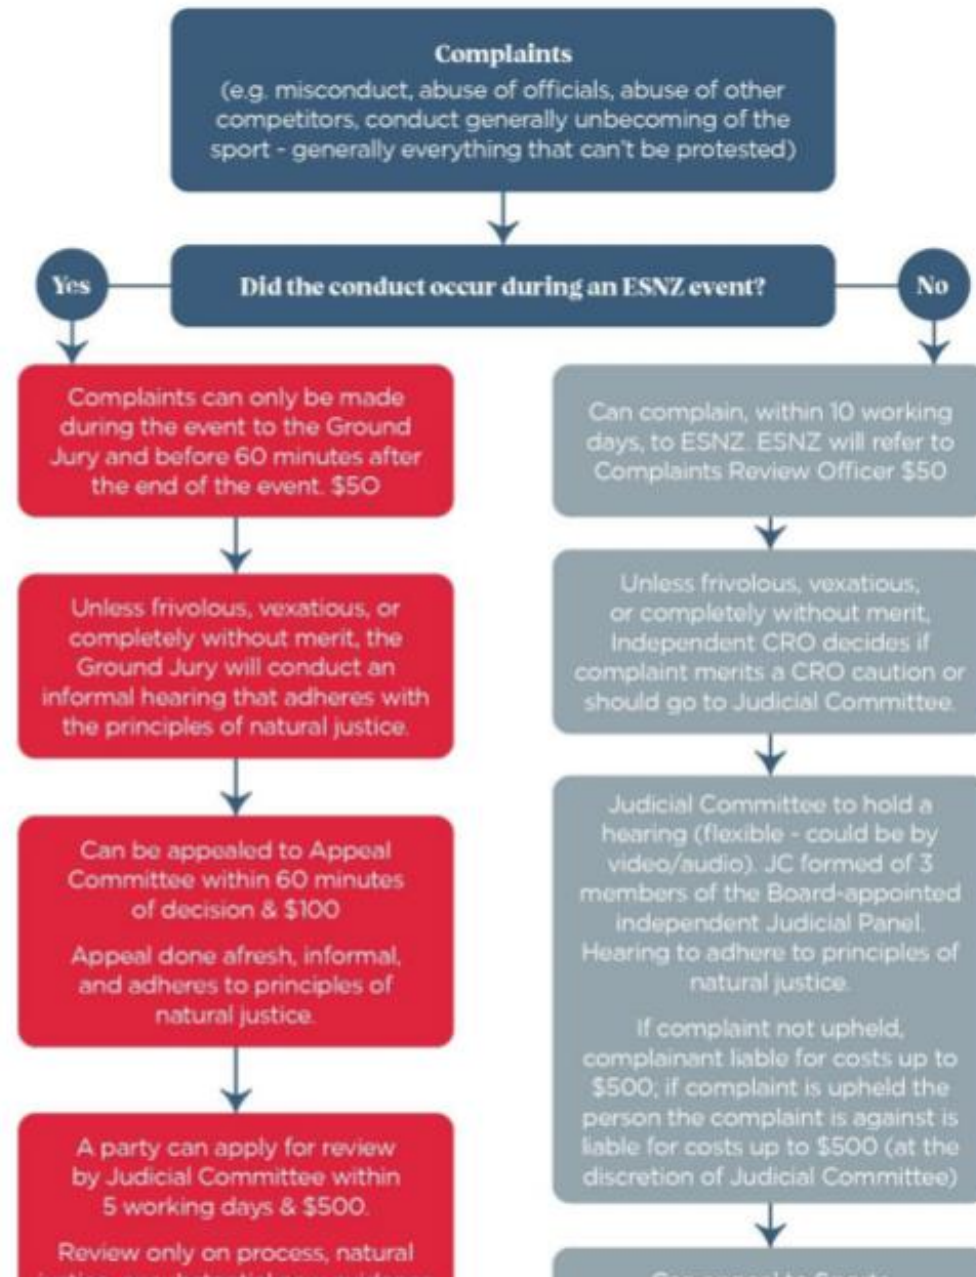 Complaints
(e.g. misconduct, abuse of officials, abuse of other
competitors, conduct generally unbecoming of the
sport - generally everything that can't be protested)
Yes
Did the conduct occur during an ESNZ event?
No
Complaints can only be made
during the event to the Ground
Jury and before 60 minutes after
the end of the event. $50
Unless frivolous, vexatious, or
completely without merit, the
Ground Jury will conduct an
informal hearing that adheres with
the principles of natural justice.
Can be appealed to Appeal
Committee within 60 minutes
of decision & $100
Appeal done afresh, informal,
and adheres to principles of
natural justice.
A party can apply for review
by Judicial Committee within
5 working days & $500.
Review only on process, natural
Can complain, within 10 working
days, to ESNZ. ESNZ will refer to
Complaints Review Officer $50
Unless frivolous, vexatious,
or completely without merit,
Independent CRO decides if
complaint merits a CRO caution or
should go to Judicial Committee.
Judicial Committee to hold a
hearing (flexible - could be by
video/audio). JC formed of 3
members of the Board-appointed
independent Judicial Panel.
Hearing to adhere to principles of
natural justice.
If complaint not upheld,
complainant liable for costs up to
$500; if complaint is upheld the
person the complaint is against is
liable for costs up to $500 (at the
discretion of Judicial Committee)